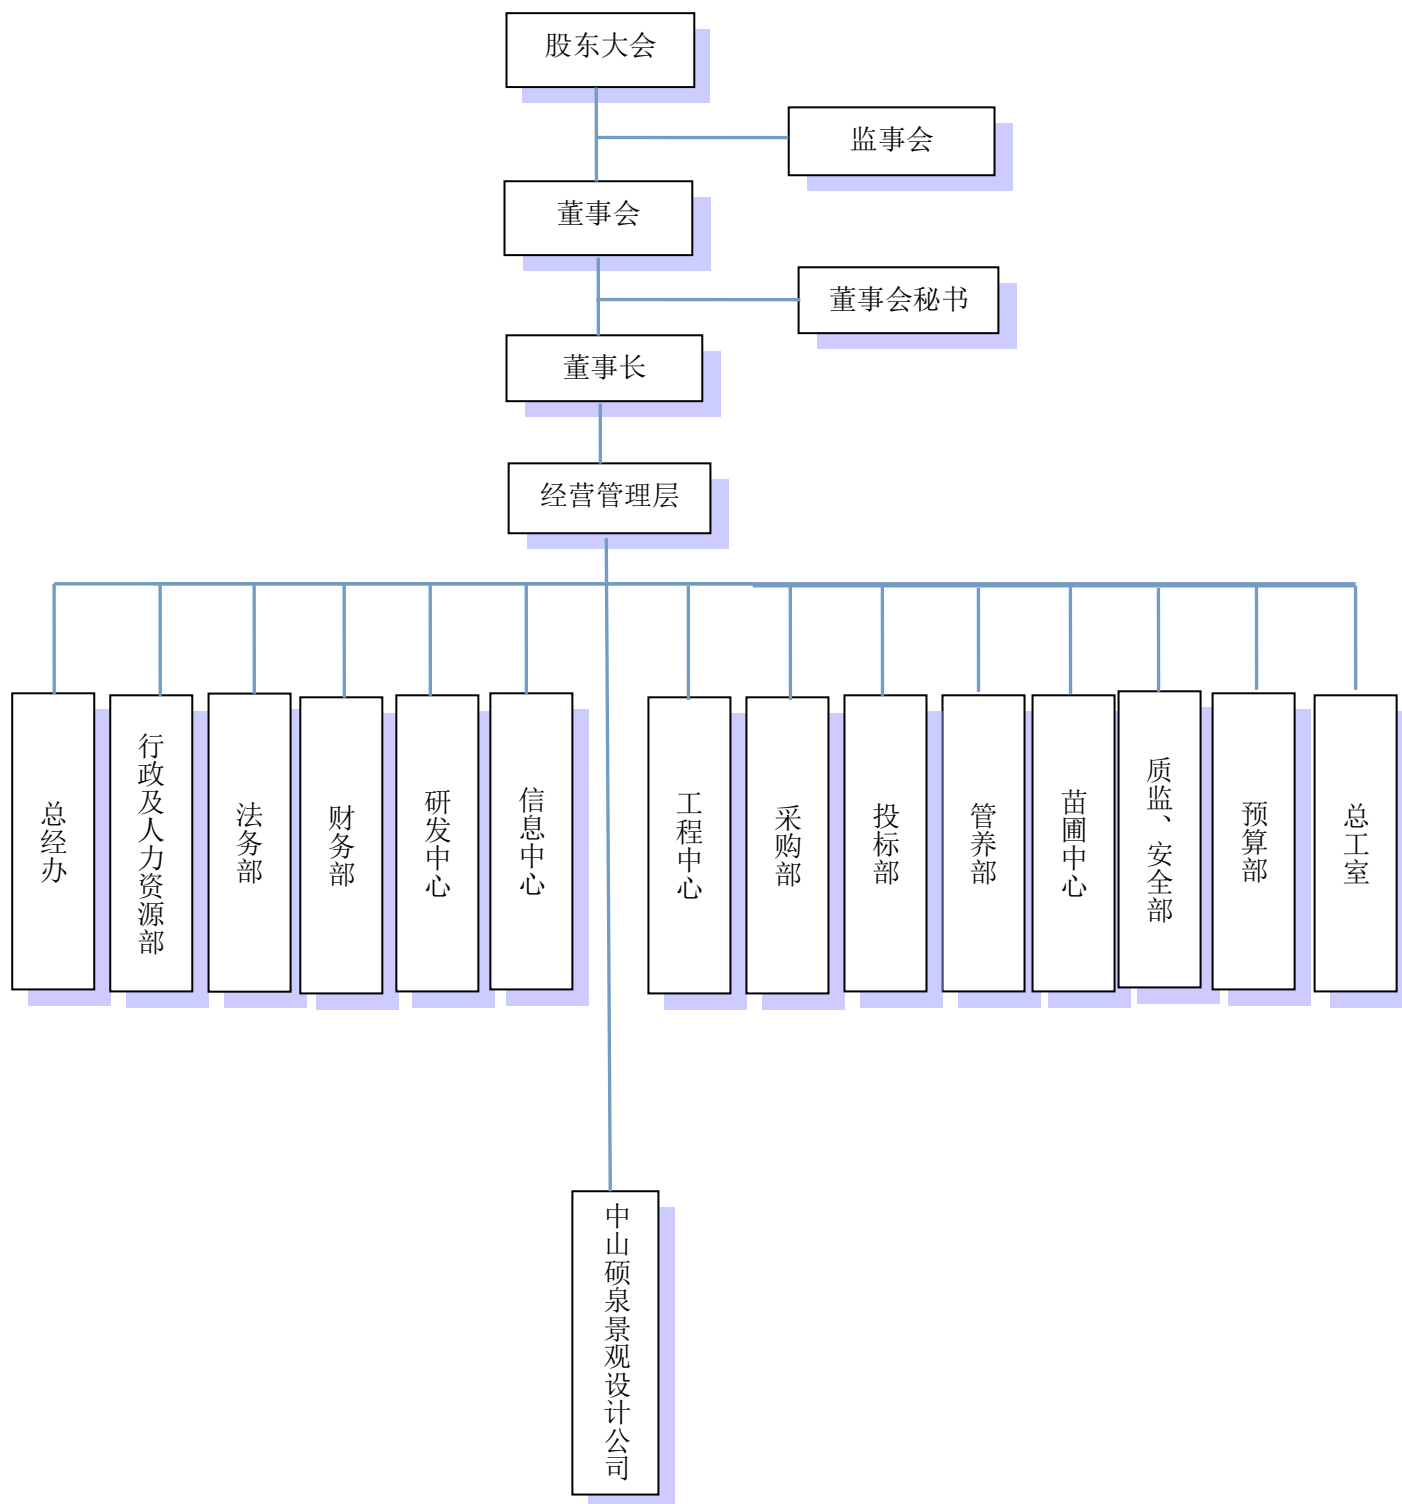 股东大会
监事会
董事会
董事会秘书
董事长
经营管理层
总经办
行政及人力资源部
法务部
财务部
研发中心
信息中心
工程中心
采购部
投标部
管养部
苗圃中心
质监、安全部
预算部
总工室
中山硕泉景观设计公司